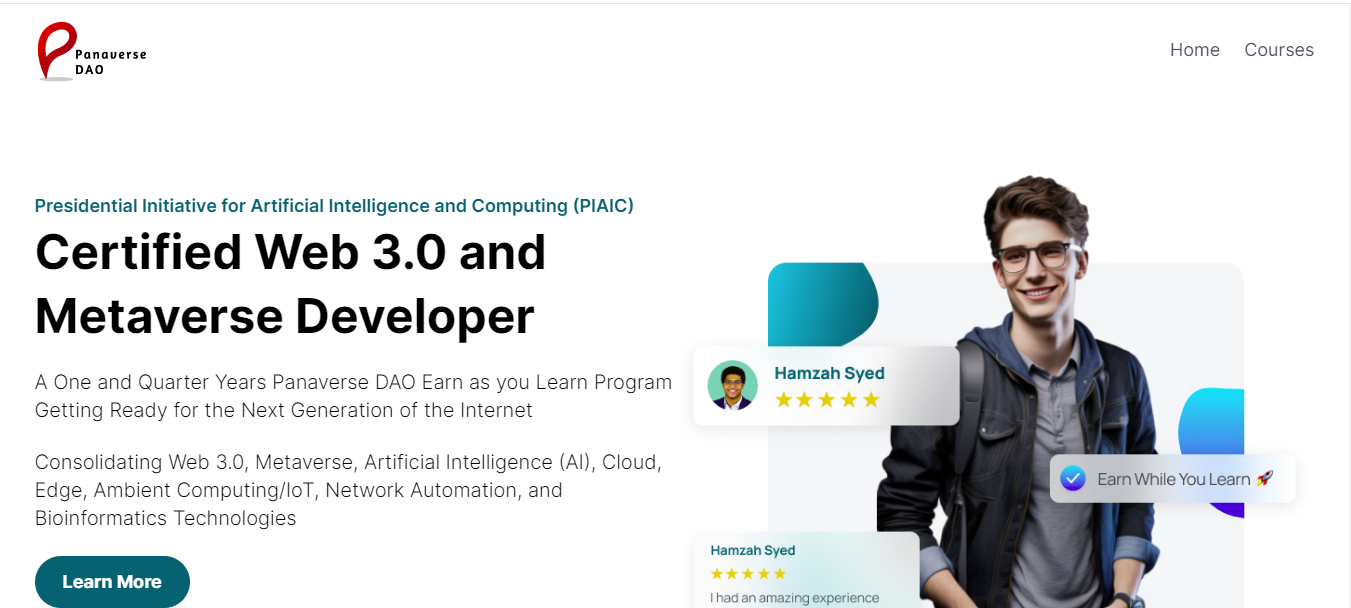 Panaverse
DAO
Home
Courses
Presidential Initiative for Artificial Intelligence and Computing (PIAIC)
Certified Web 3.0 and
Metaverse Developer
A One and Quarter Years Panaverse DAO Earn as you Learn Program
Getting Ready for the Next Generation of the Internet
Consolidating Web 3.0, Metaverse, Artificial Intelligence (AI), Cloud,
Edge, Ambient Computing/IoT, Network Automation, and
Bioinformatics Technologies
Learn More
Hamzah Syed
Earn While You Learn 🚀
Hamzah Syed
I had an amazing experience